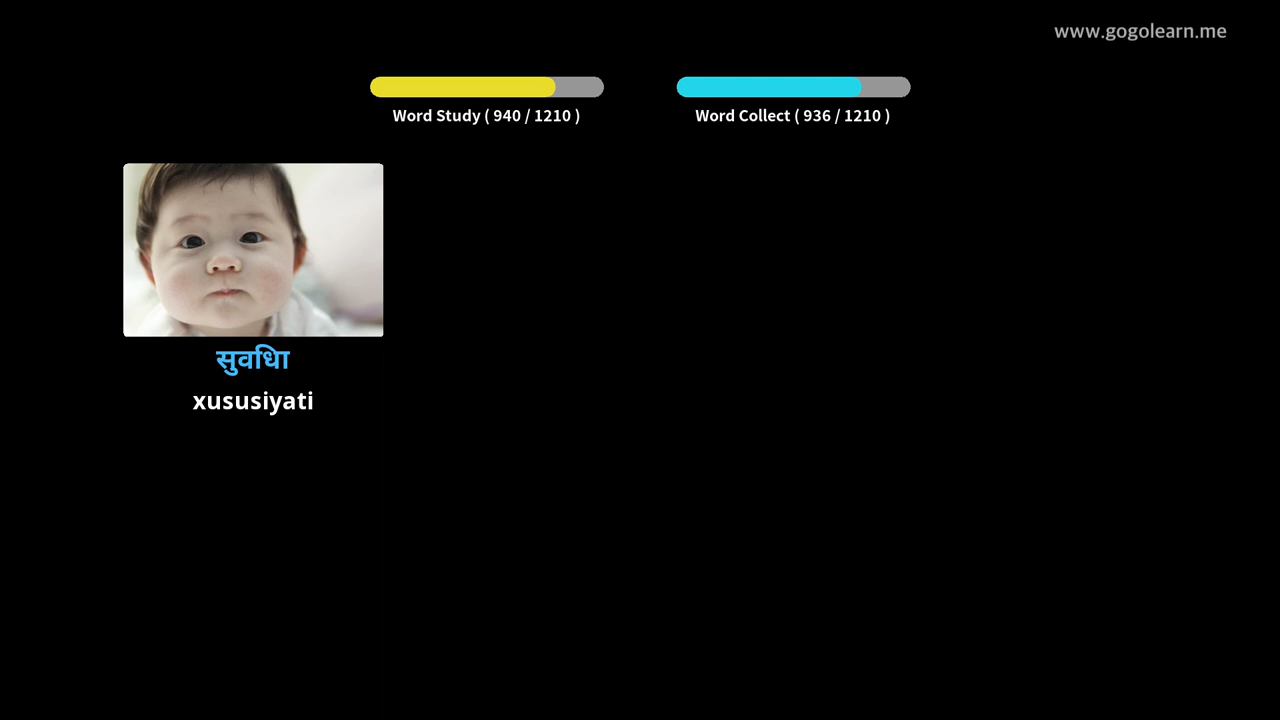 www.gogolearn.me
Word Study ( 940 / 1210 )
Word Collect ( 936 / 1210 )
सुवधिा
xususiyati